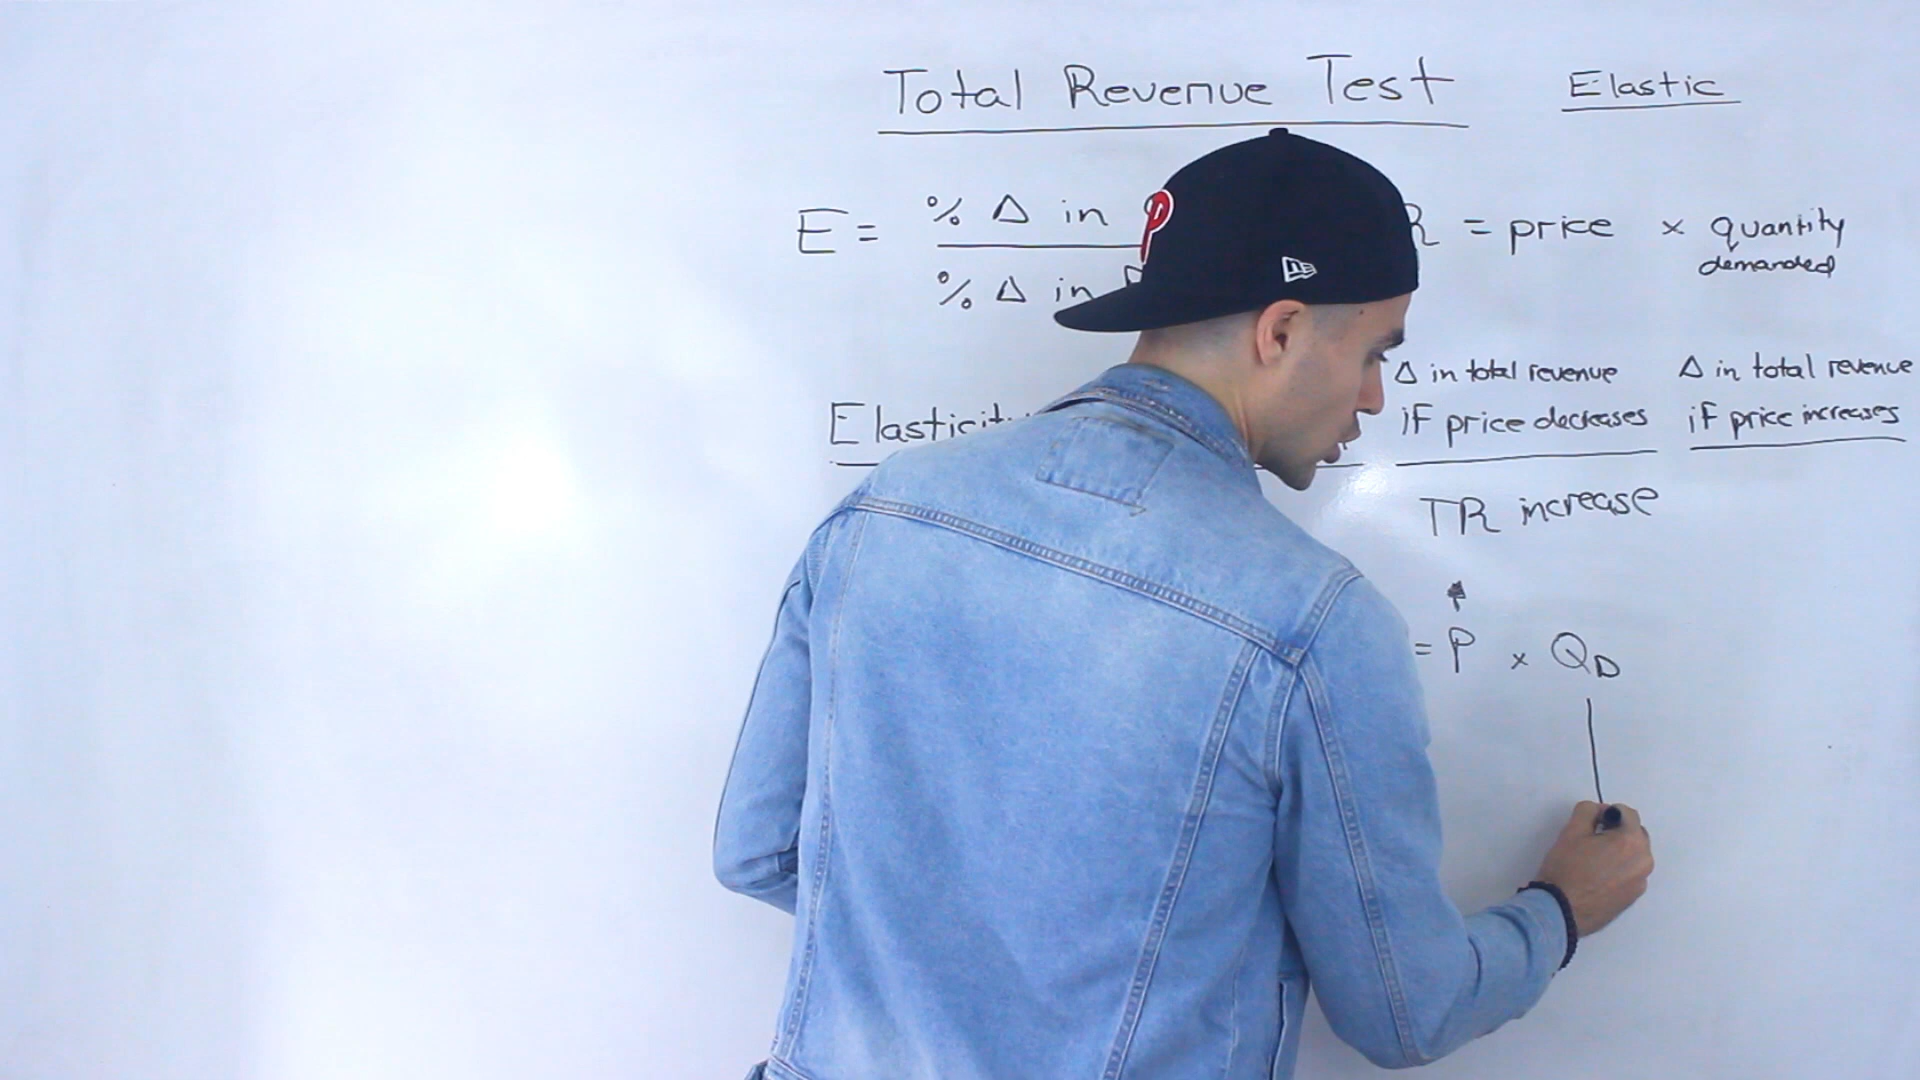 Total Revenue Test
Elastic
E = % Δ in
% Δ in
R = price × quantity
demanded
Δ in total revenue
if price decreases
Δ in total revenue
if price increases
TR increase
= P × QD
P
NE